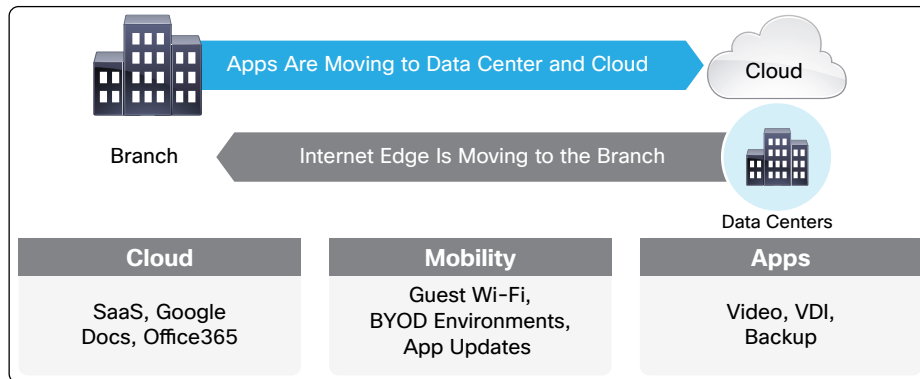 Apps Are Moving to Data Center and Cloud
Cloud
Branch
Internet Edge Is Moving to the Branch
Data Centers
Cloud
SaaS, Google
Docs, Office365
Mobility
Guest Wi-Fi,
BYOD Environments,
App Updates
Apps
Video, VDI,
Backup